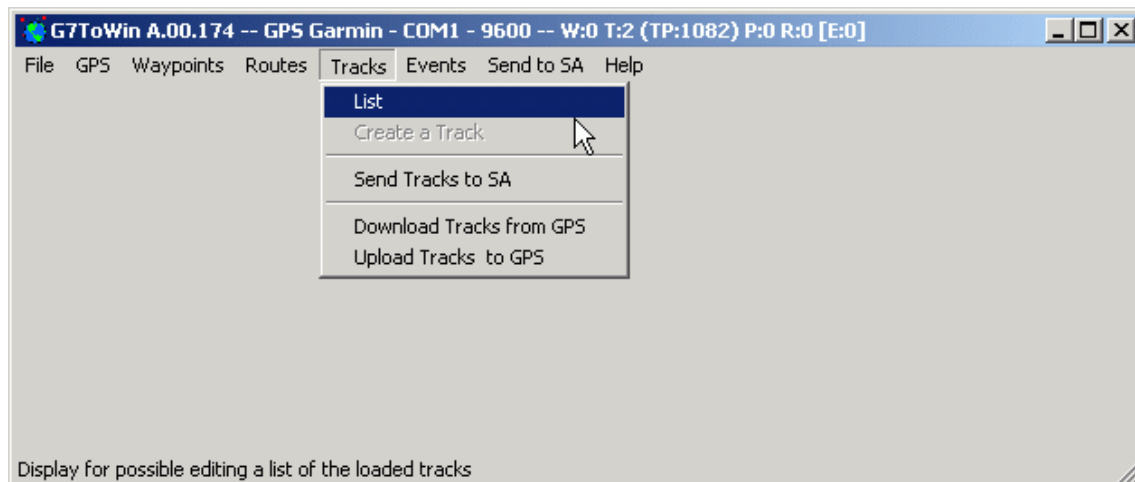 G7ToWin A.00.174 -- GPS Garmin - COM1 - 9600 -- W:0 T:2 (TP:1082) P:0 R:0 [E:0]
File GPS Waypoints Routes Tracks Events Send to SA Help
List
Create a Track
Send Tracks to SA
Download Tracks from GPS
Upload Tracks to GPS
Display for possible editing a list of the loaded tracks